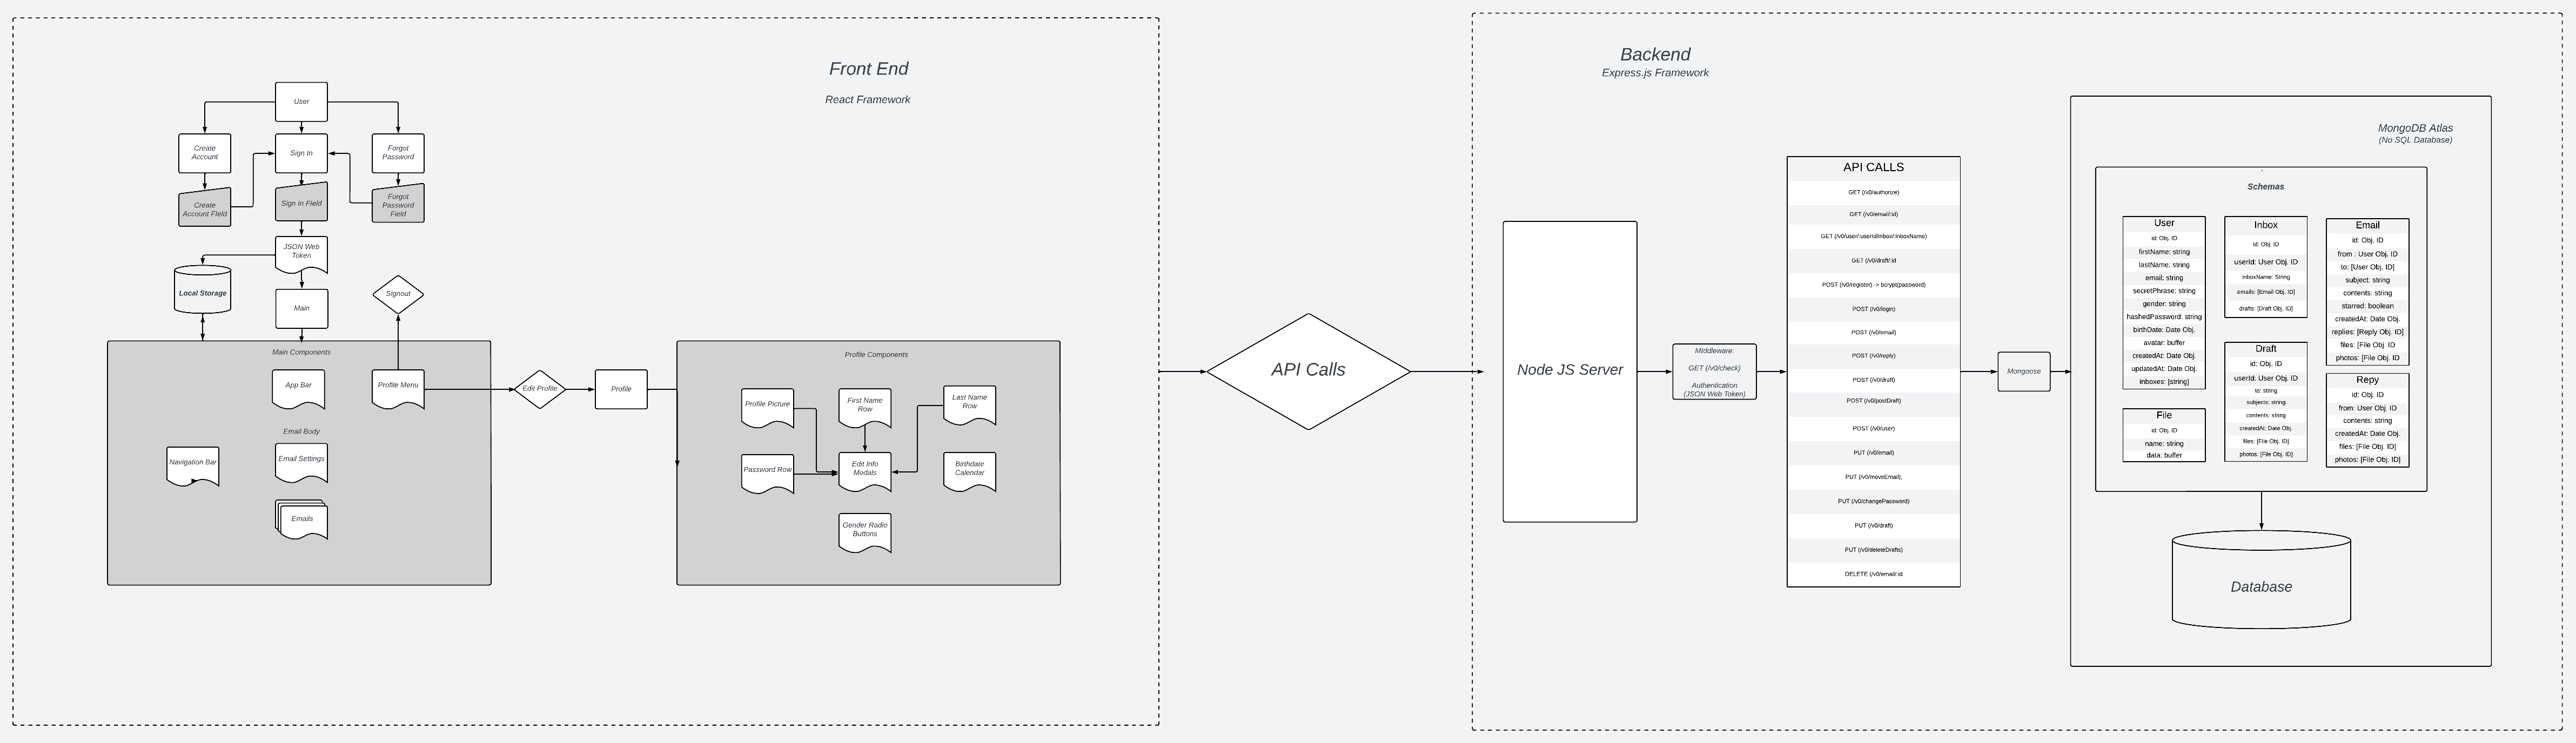 Front End
React Framework
User
Create
Account
Sign In
Forgot
Password
Create
Account FIeld
Sign In FIeld
Forgot
Password
Field
JSON Web
Token
Local Storage
Main
Signout
Main Components
App Bar
Profile Menu
Email Body
Navigation Bar
Email Settings
Emails
Edit Profile
Profile
Profile Components
Profile Picture
First Name
Row
Last Name
Row
Password Row
Edit Info
Modals
Birthdate
Calendar
Gender Radio
Buttons
API Calls
Backend
Express.js Framework
Node JS Server
MIddleware:
GET (/v0/check)
Authentication
(JSON Web Token)
API CALLS
GET (/v0/authorize)
GET (/v0/email/:id)
GET (/v0/user/:userId/inbox/:inboxName)
GET (/v0/draft/:id
POST (/v0/register) -> bcrypt(password)
POST (/v0/login)
POST (/v0/email)
POST (/v0/reply)
POST (/v0/draft)
POST (/v0/postDraft)
POST (/v0/user)
PUT (/v0/email)
PUT (/v0/moveEmail);
PUT (/v0/changePassword)
PUT (/v0/draft)
PUT (/v0/deleteDrafts)
DELETE (/v0/email/:id
Mongoose
MongoDB Atlas
(No SQL Database)
Schemas
User
id: Obj. ID
firstName: string
lastName: string
email: string
secretPhrase: string
gender: string
hashedPassword: string
birthDate: Date Obj.
avatar: buffer
createdAt: Date Obj.
updatedAt: Date Obj.
inboxes: [string]
File
id: Obj. ID
name: string
data: buffer
Inbox
id: Obj. ID
userId: User Obj. ID
inboxName: String
emails: [Email Obj. ID]
drafts: [Draft Obj. ID]
Draft
id: Obj. ID
userId: User Obj. ID
to: string
subjects: string
contents: string
createdAt: Date Obj.
files: [File Obj. ID]
photos: [File Obj. ID]
Email
id: Obj. ID
from : User Obj. ID
to: [User Obj. ID]
subject: string
contents: string
starred: boolean
createdAt: Date Obj.
replies: [Reply Obj. ID]
files: [File Obj. ID
photos: [File Obj. ID
Repy
id: Obj. ID
from: User Obj. ID
contents: string
createdAt: Date Obj.
files: [File Obj. ID]
photos: [File Obj. ID]
Database